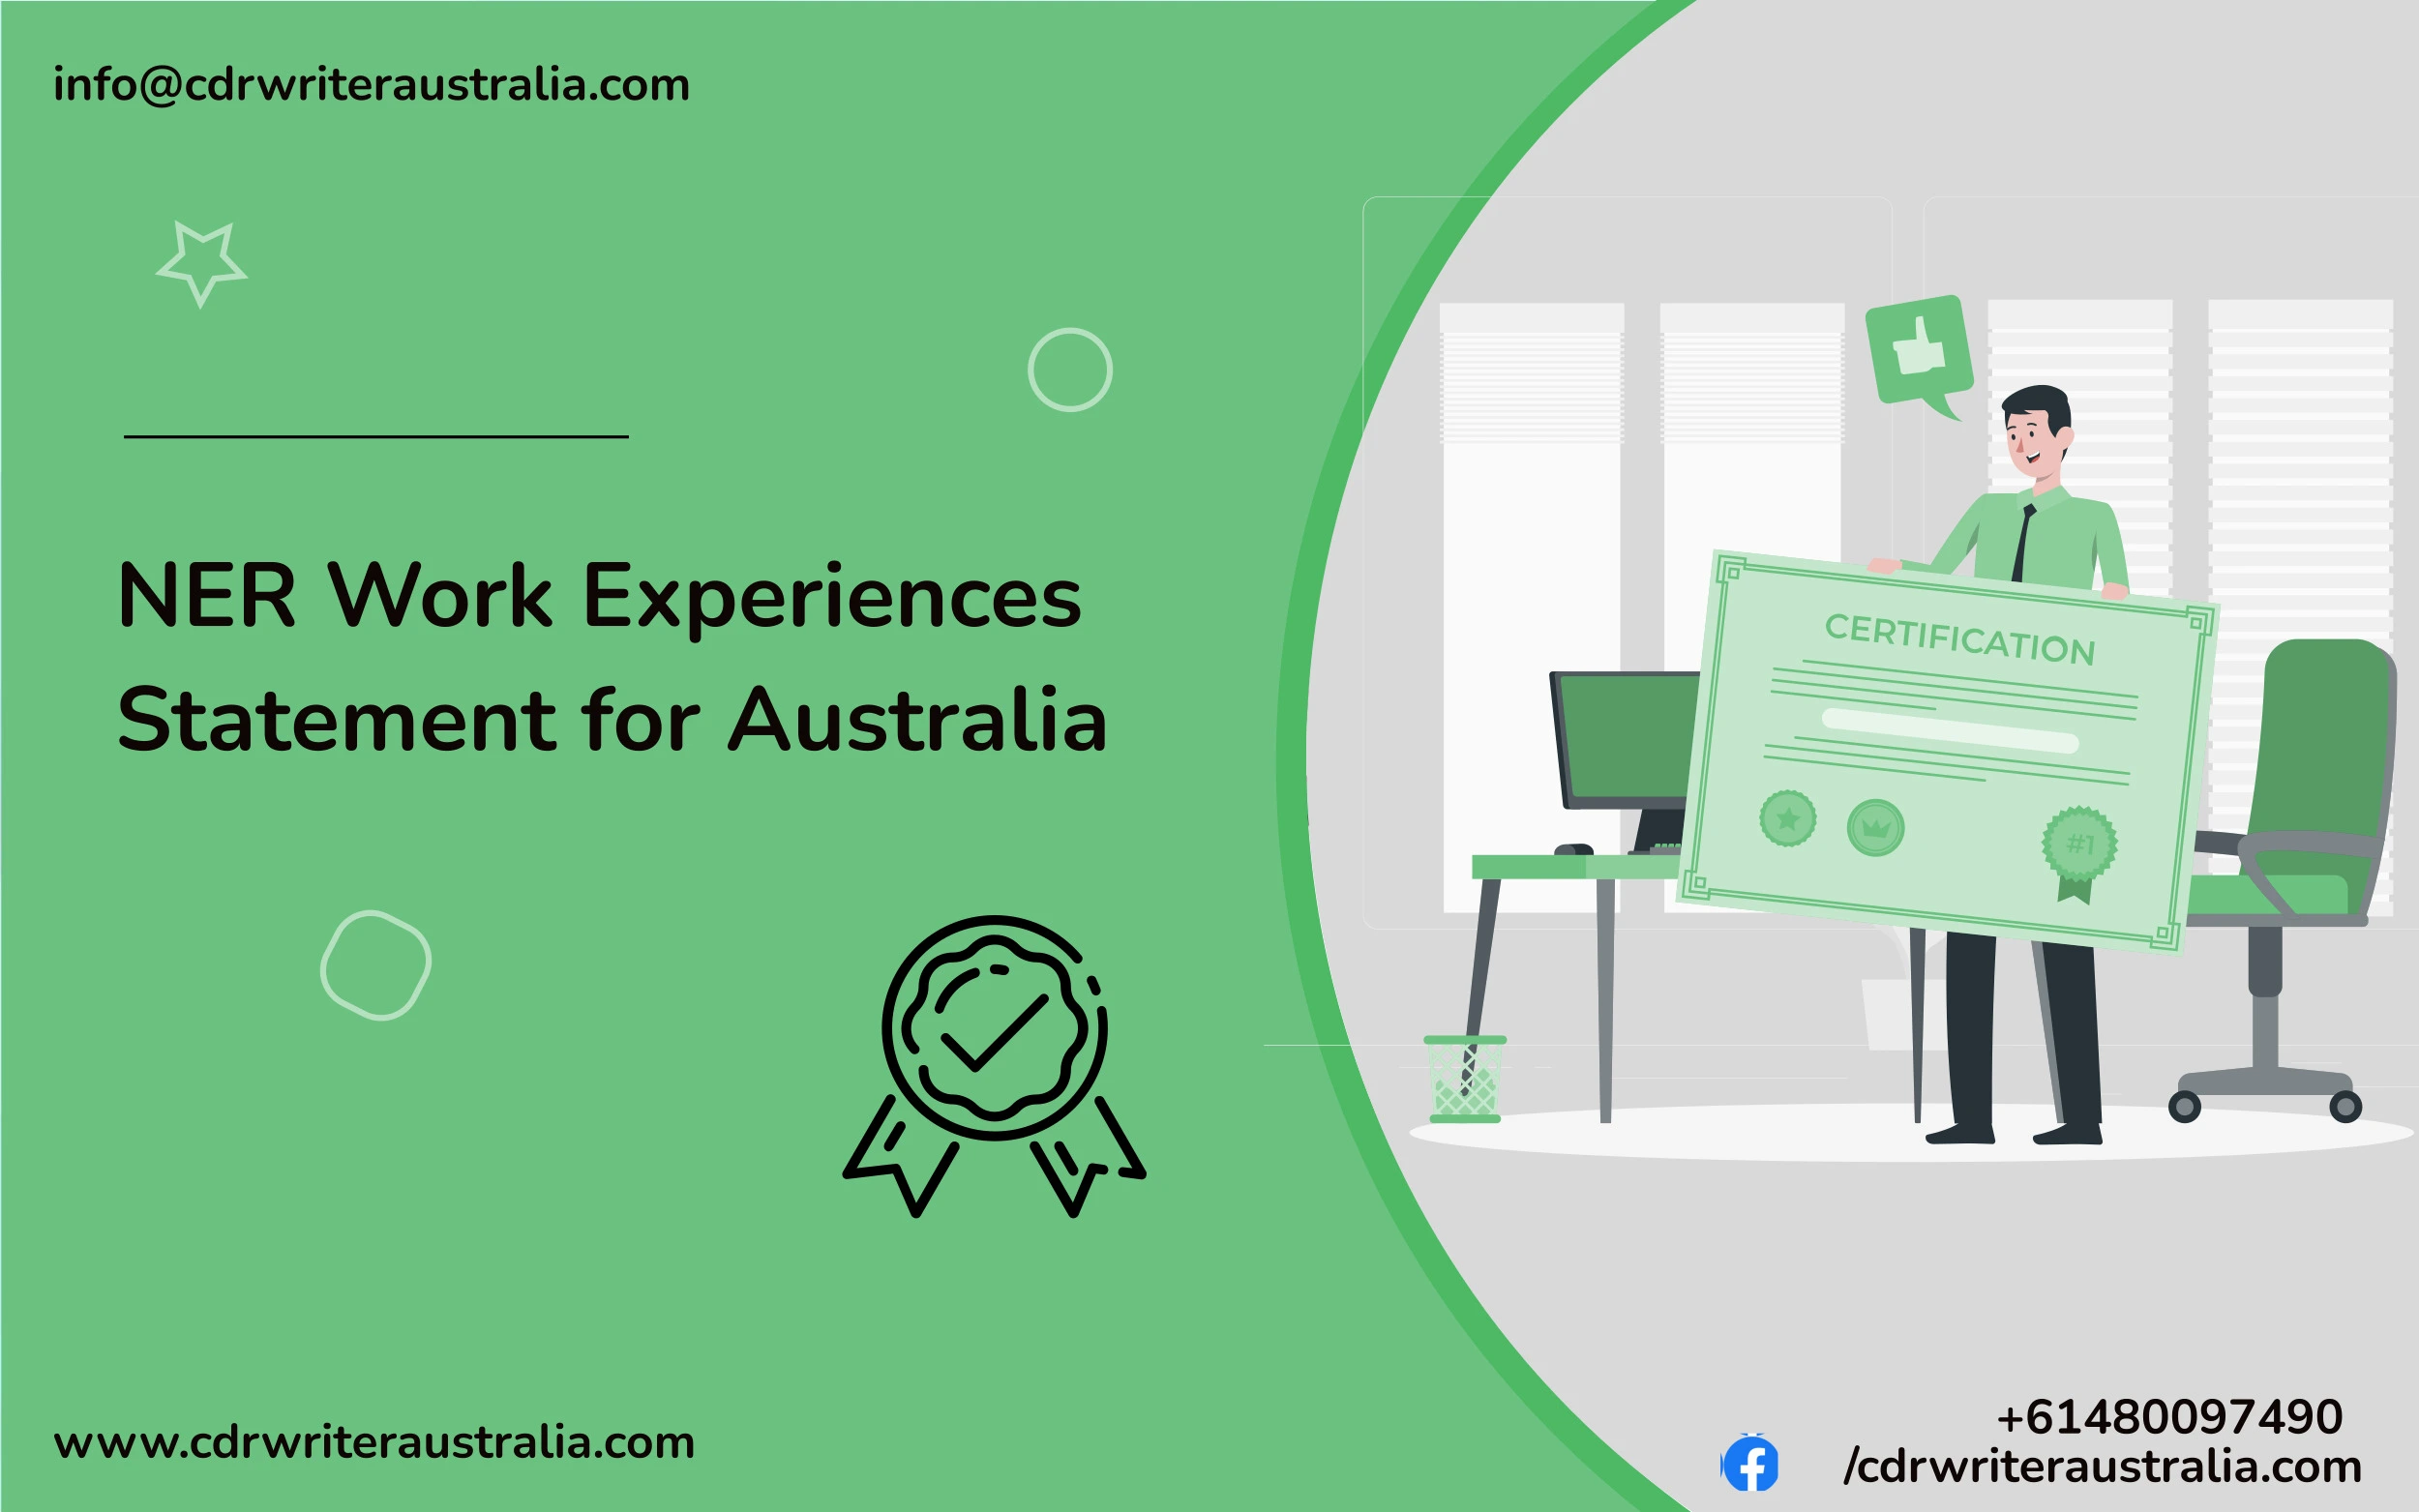 info@cdrwriteraustralia.com
NER Work Experiences
Statement for Australia
CERTIFICATION
#1
www.cdrwriteraustralia.com
+61480097490
/cdrwriteraustralia.com